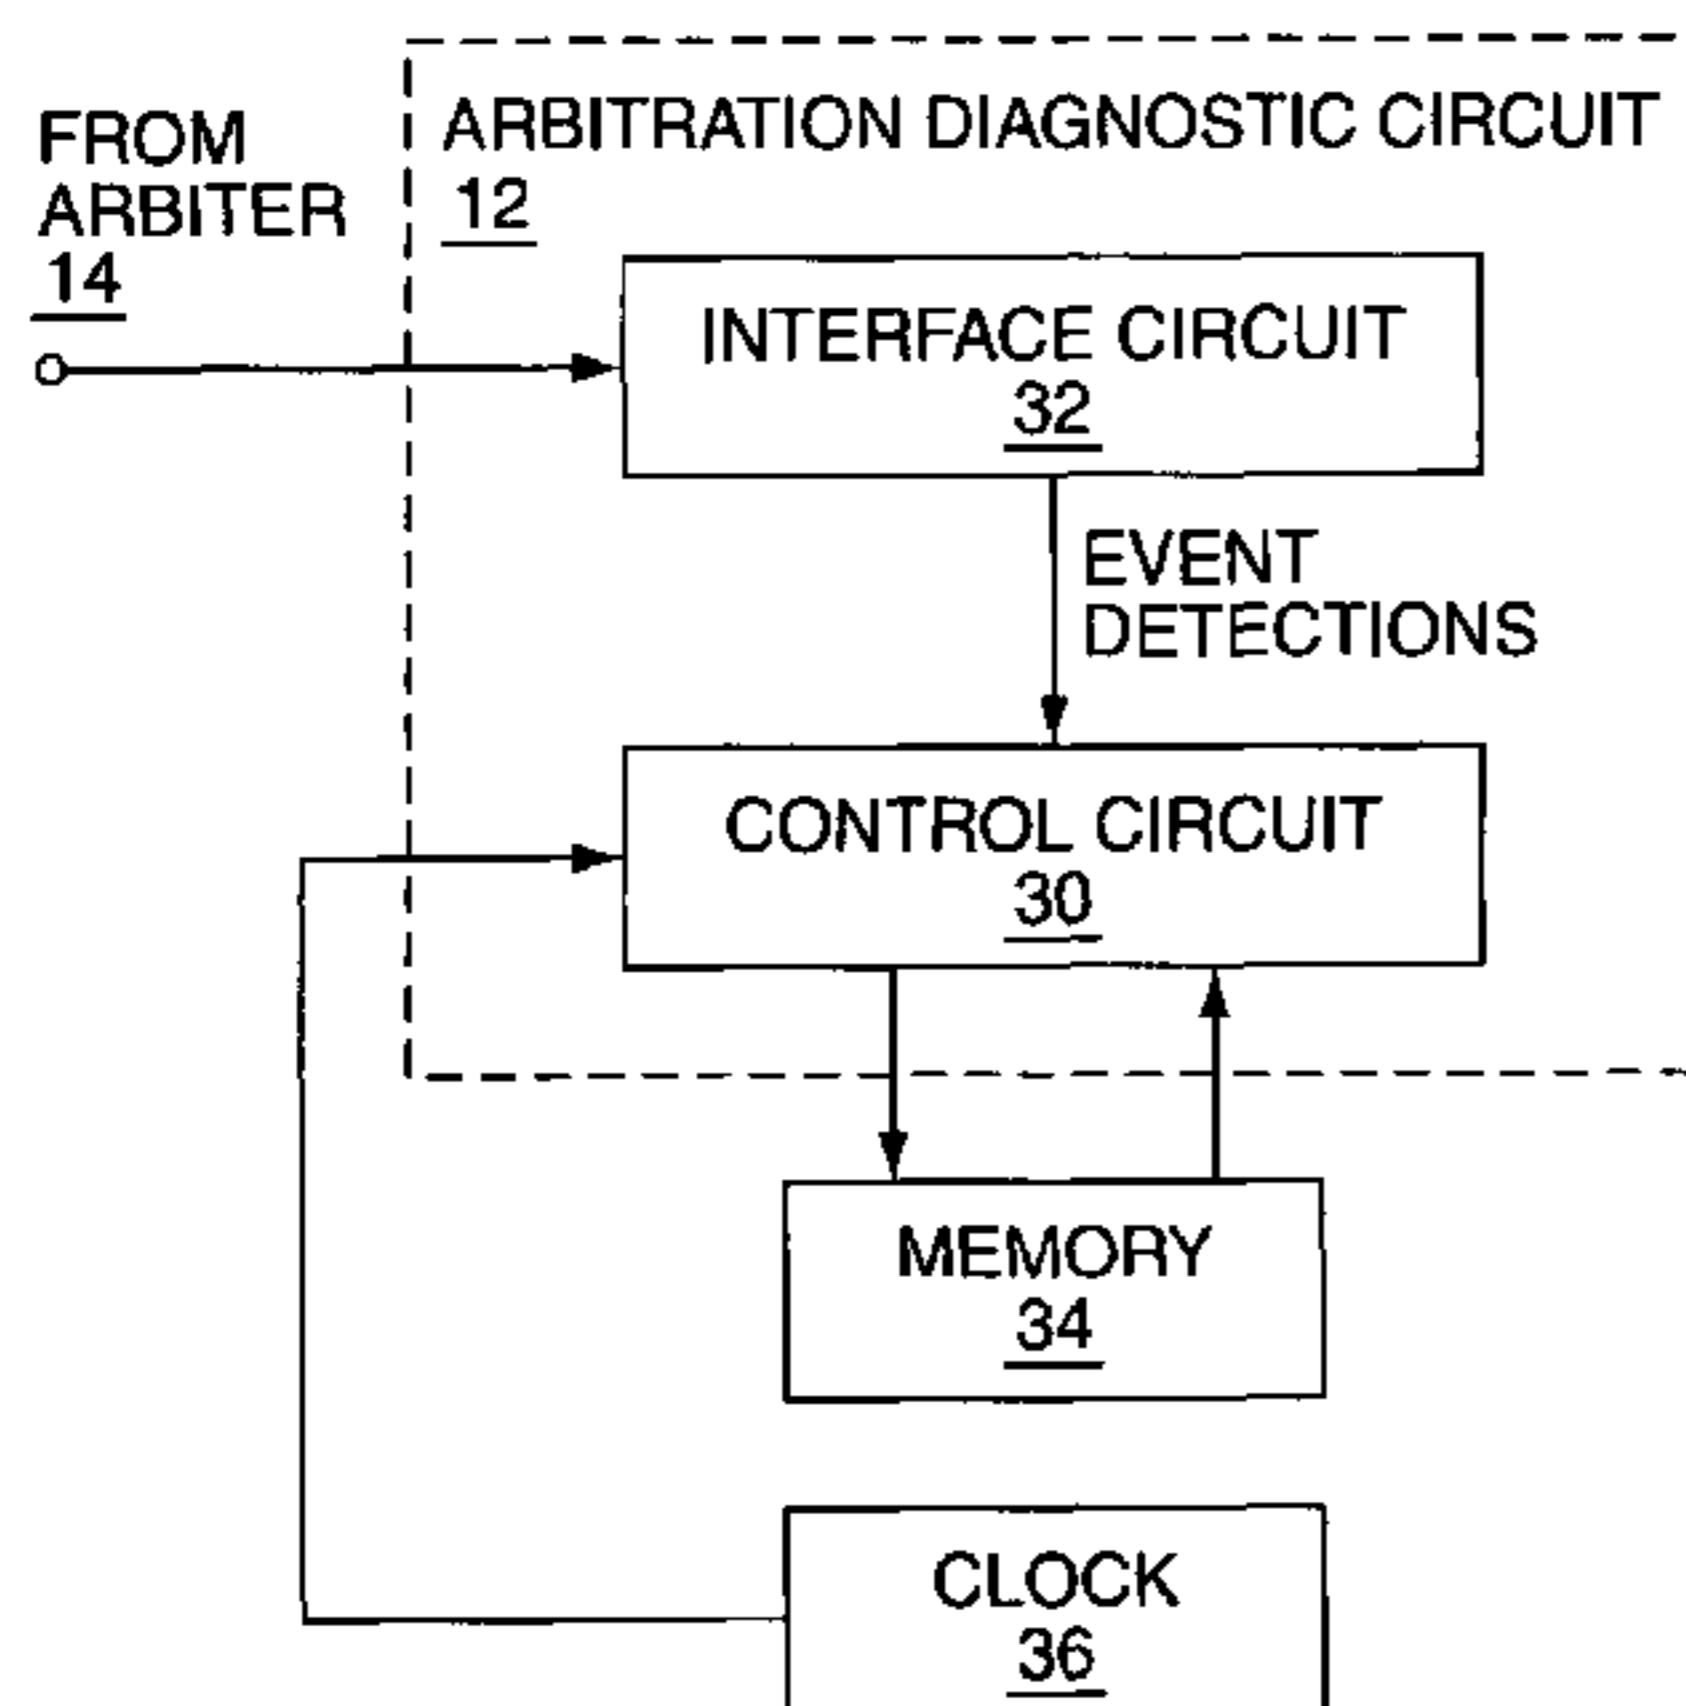 FROM
ARBITER
14
ARBITRATION DIAGNOSTIC CIRCUIT
12
INTERFACE CIRCUIT
32
EVENT
DETECTIONS
CONTROL CIRCUIT
30
MEMORY
34
CLOCK
36